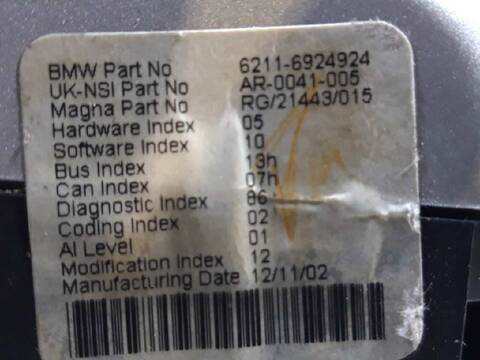 BMW Part No 6211-6924924
UK-NSI Part No AR-0041-005
Magna Part No RG/21443/015
Hardware Index 05
Software Index 10
Bus Index 13h
Can Index 07h
Diagnostic Index 86
Coding Index 02
AI Level 01
Modification Index 12
Manufacturing Date 12/11/02